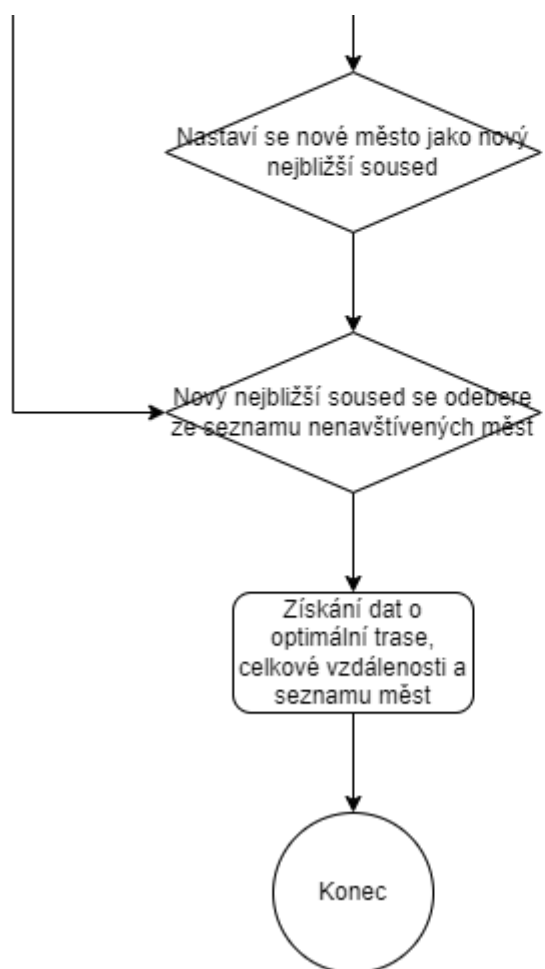 Nastaví se nové město jako nový
nejbližší soused
Nový nejbližší soused se odebere
ze seznamu nenavštívených měst
Získání dat o
optimální trase,
celkové vzdálenosti a
seznamu měst
Konec